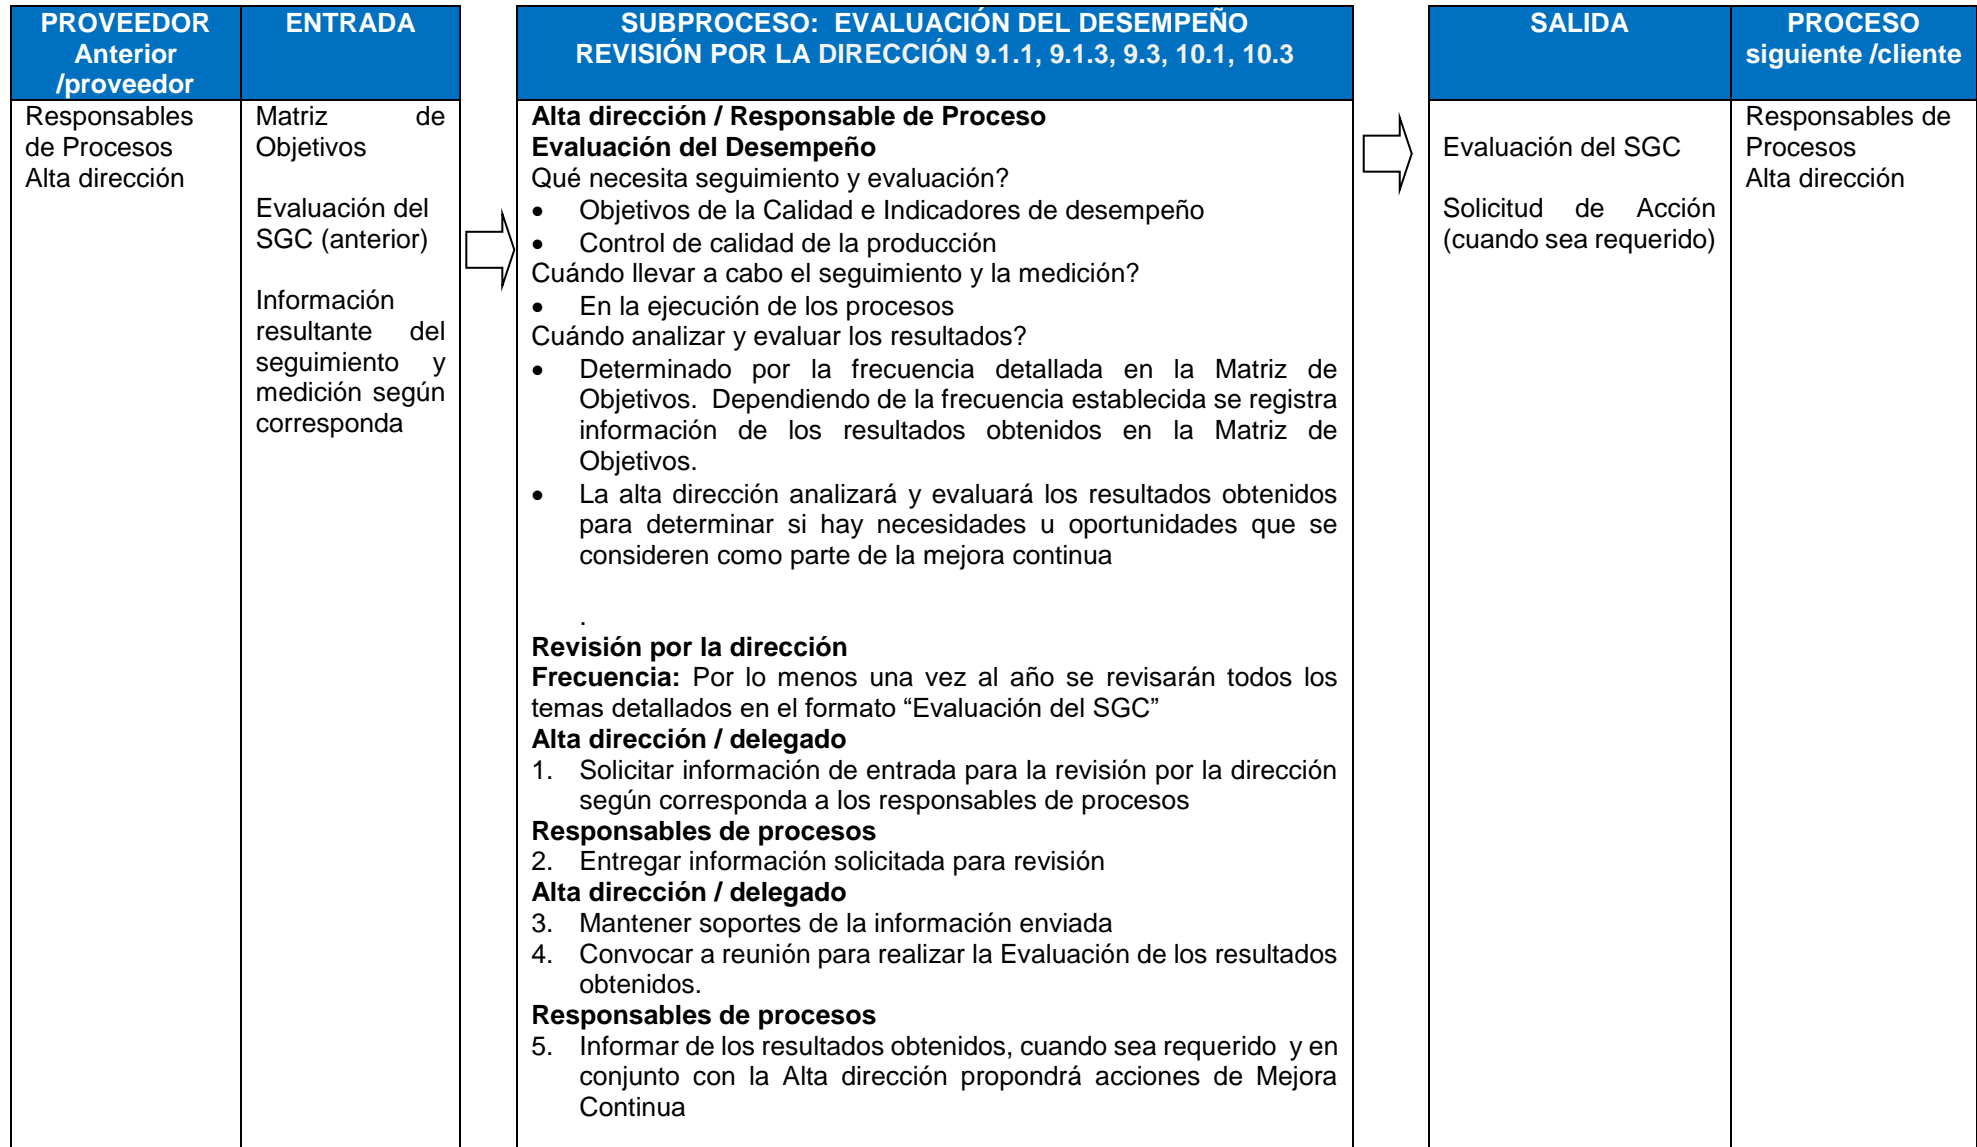 PROVEEDOR
Anterior
/proveedor
ENTRADA
SUBPROCESO: EVALUACIÓN DEL DESEMPEÑO
REVISIÓN POR LA DIRECCIÓN 9.1.1, 9.1.3, 9.3, 10.1, 10.3
SALIDA
PROCESO
siguiente /cliente
Responsables
de Procesos
Alta dirección
Matriz de
Objetivos
Evaluación del
SGC (anterior)
Información
resultante del
seguimiento y
medición según
corresponda
Alta dirección / Responsable de Proceso
Evaluación del Desempeño
Qué necesita seguimiento y evaluación?
• Objetivos de la Calidad e Indicadores de desempeño
• Control de calidad de la producción
Cuándo llevar a cabo el seguimiento y la medición?
• En la ejecución de los procesos
Cuándo analizar y evaluar los resultados?
• Determinado por la frecuencia detallada en la Matriz de
Objetivos. Dependiendo de la frecuencia establecida se registra
información de los resultados obtenidos en la Matriz de
Objetivos.
• La alta dirección analizará y evaluará los resultados obtenidos
para determinar si hay necesidades u oportunidades que se
consideren como parte de la mejora continua
.
Revisión por la dirección
Frecuencia: Por lo menos una vez al año se revisarán todos los
temas detallados en el formato “Evaluación del SGC”
Alta dirección / delegado
1. Solicitar información de entrada para la revisión por la dirección
según corresponda a los responsables de procesos
Responsables de procesos
2. Entregar información solicitada para revisión
Alta dirección / delegado
3. Mantener soportes de la información enviada
4. Convocar a reunión para realizar la Evaluación de los resultados
obtenidos.
Responsables de procesos
5. Informar de los resultados obtenidos, cuando sea requerido y en
conjunto con la Alta dirección propondrá acciones de Mejora
Continua
Evaluación del SGC
Solicitud de Acción
(cuando sea requerido)
Responsables de
Procesos
Alta dirección